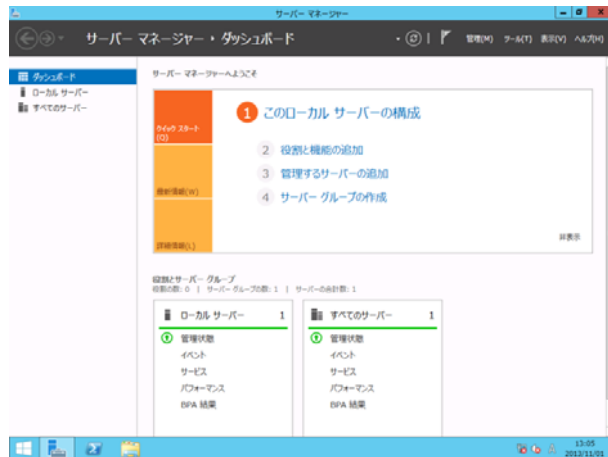 サーバー マネージャー
サーバー マネージャー ・ ダッシュボード
管理(M) ツール(T) 表示(V) ヘルプ(H)
ダッシュボード
ローカル サーバー
すべてのサーバー
サーバー マネージャーへようこそ
クイック スタート(Q)
1 このローカル サーバーの構成
2 役割と機能の追加
3 管理するサーバーの追加
4 サーバー グループの作成
最新情報(W)
詳細情報(L)
非表示
役割とサーバー グループ
役割の数: 0 | サーバー グループの数: 1 | サーバーの合計数: 1
ローカル サーバー 1
管理状態
イベント
サービス
パフォーマンス
BPA 結果
すべてのサーバー 1
管理状態
イベント
サービス
パフォーマンス
BPA 結果
13:05
2013/11/01